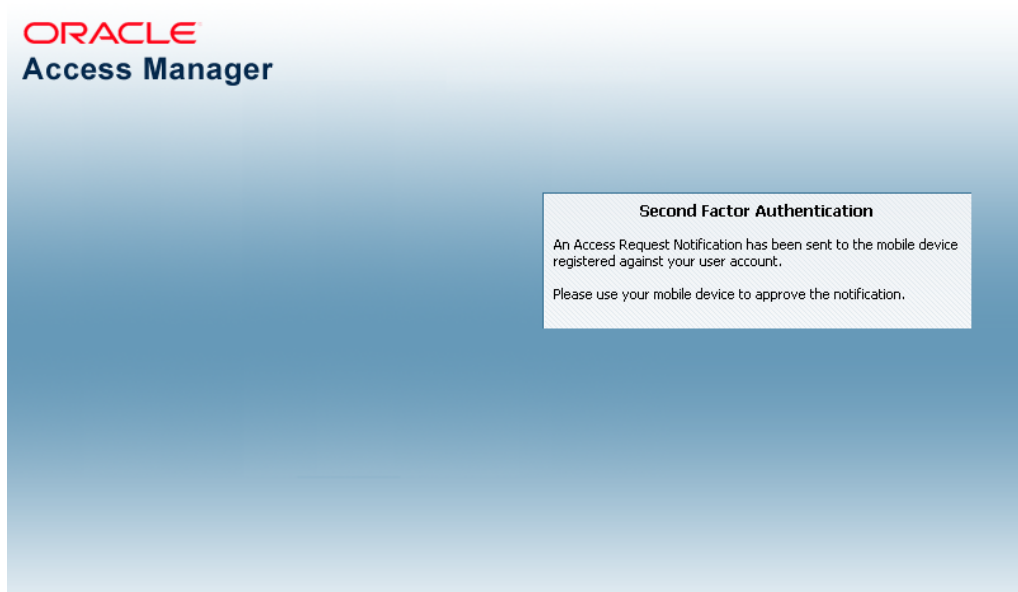 ORACLE
Access Manager
Second Factor Authentication
An Access Request Notification has been sent to the mobile device
registered against your user account.
Please use your mobile device to approve the notification.